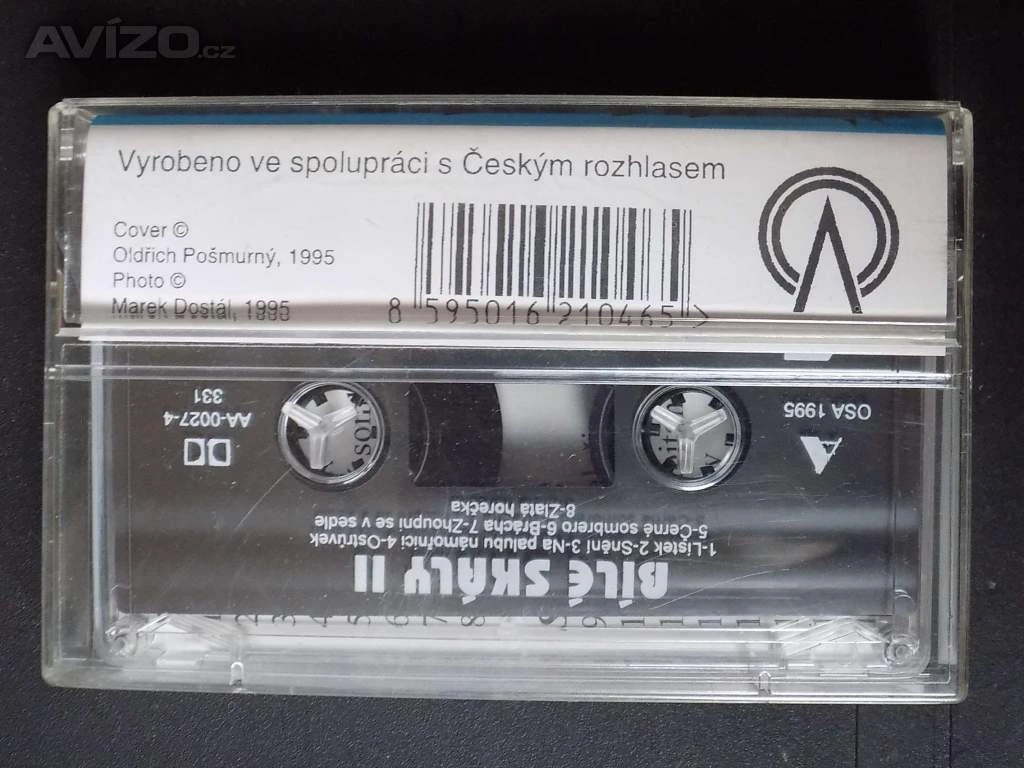 AVÍZO.cz
Vyrobeno ve spolupráci s Českým rozhlasem
Cover ©
Oldřich Pošmurný, 1995
Photo ©
Marek Dostál, 1995
8 595016 210465 >
BÍLÉ SKÁLY II
1-Lístek 2-Snění 3-Na palubu námořníci 4-Ostrůvek
5-Černé sombrero 6-Brácha 7-Zhoupni se v sedle
8-Zlatá horečka
OSA 1995
AA-0027-4
331